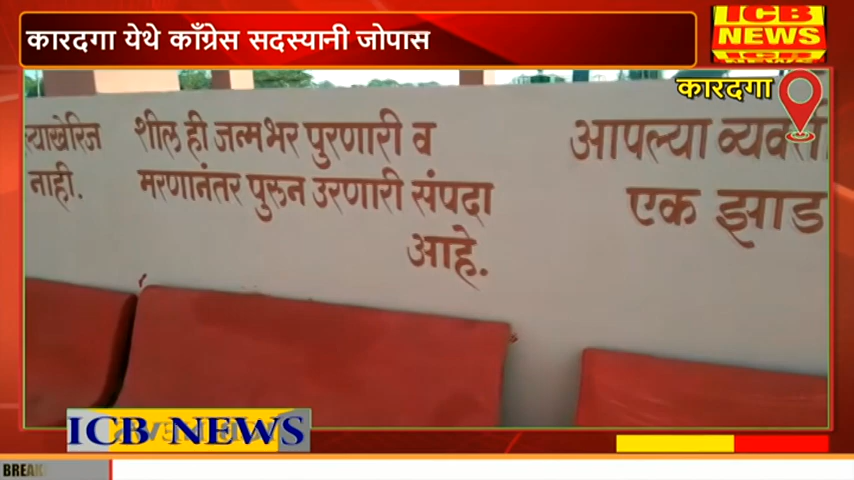 कारदगा येथे काँग्रेस सदस्यानी जोपास
ICB
NEWS
कारदगा
नाही.
शील ही जन्मभर पुरणारी व
मरणानंतर पुरून उरणारी संपदा
आहे.
आपल्या
एक झाड
ICB NEWS